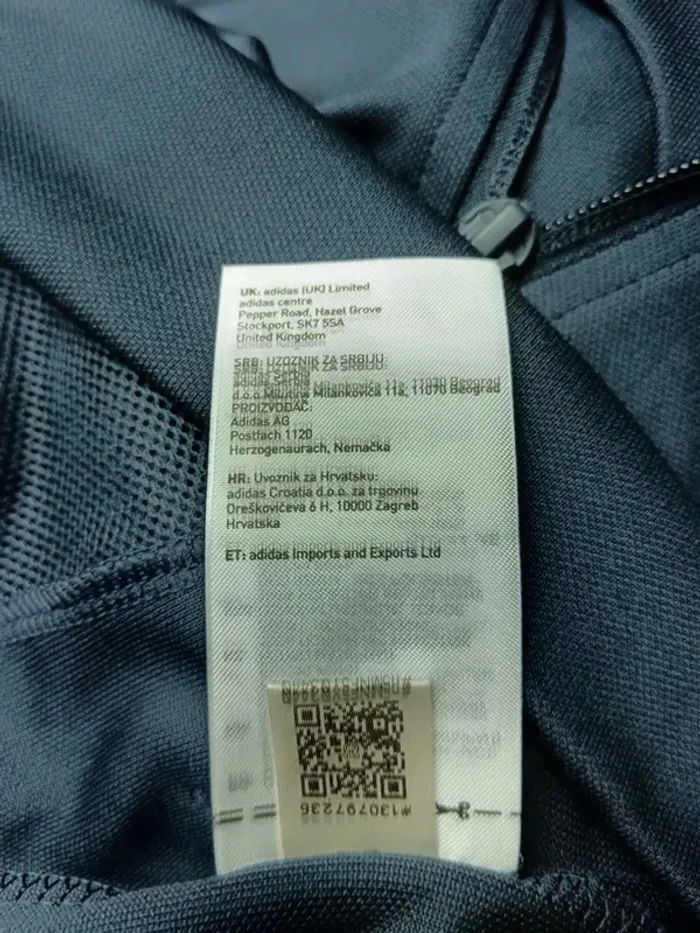 UK: adidas (UK) Limited
adidas centre
Pepper Road, Hazel Grove
Stockport, SK7 5SA
United Kingdom
SRB: UZOZNIK ZA SRBIJU:
adidas Serbia
d.o.o. Milutina Milankovića 11a, 11070 Beograd
PROIZVOĐAČ:
Adidas AG
Postfach 1120
Herzogenaurach, Nemačka
HR: Uvoznik za Hrvatsku:
adidas Croatia d.o.o. za trgovinu
Oreškovićeva 6 H, 10000 Zagreb
Hrvatska
ET: adidas Imports and Exports Ltd
#130797236